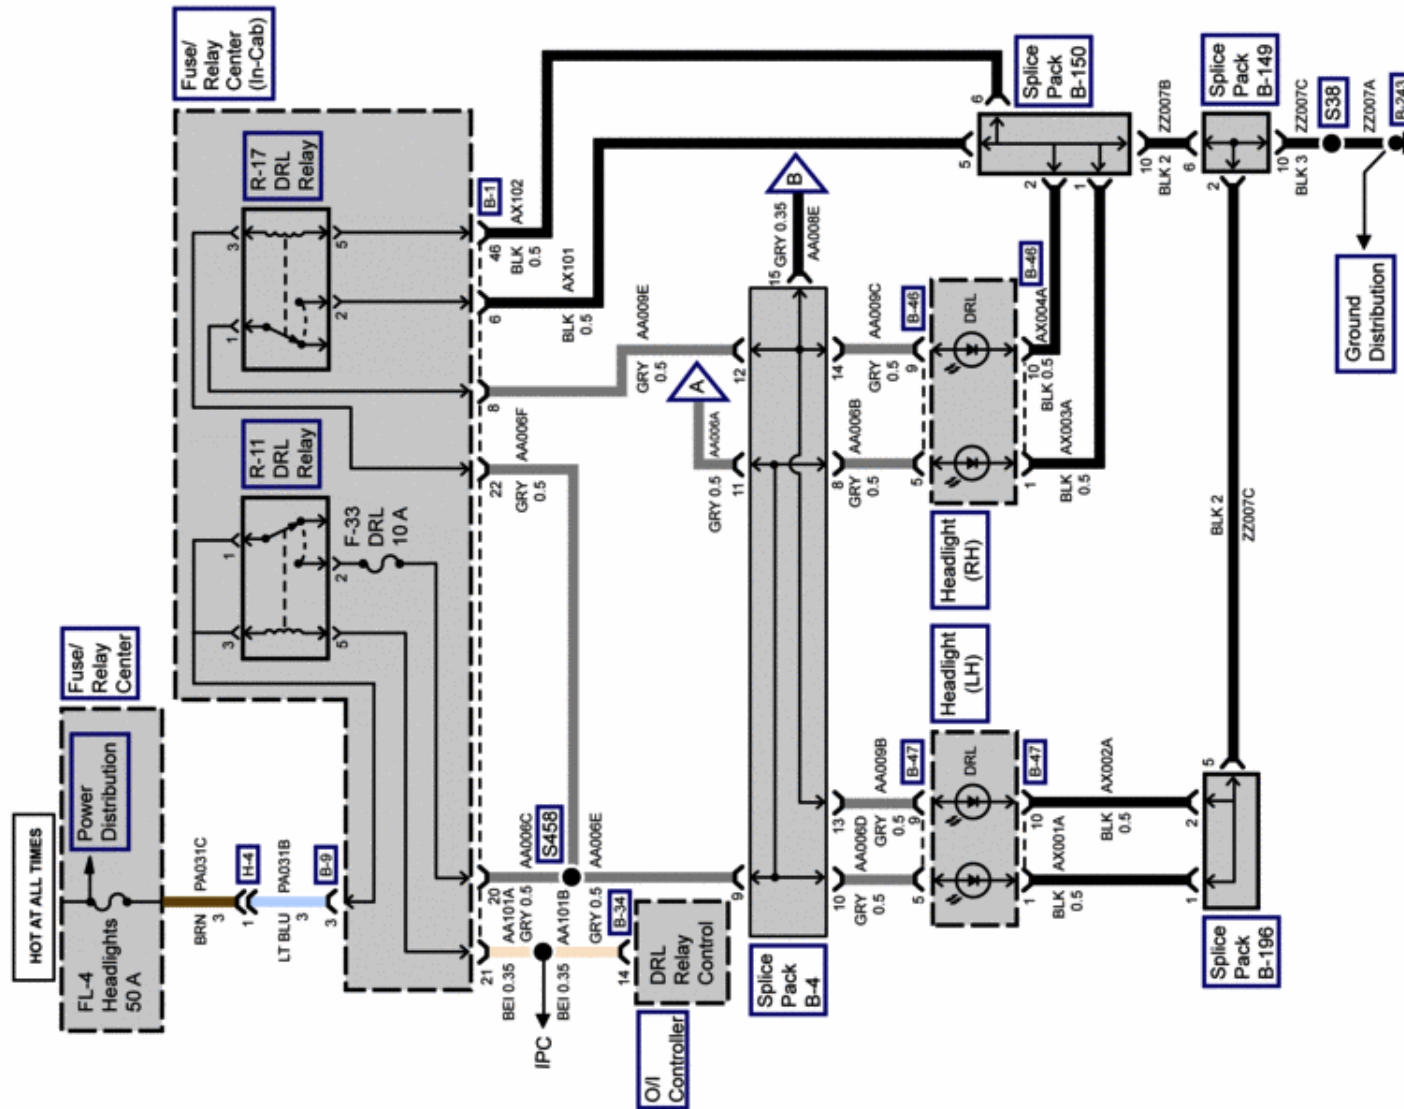 HOT AT ALL TIMES
Fuse/
Relay
Center
Power
Distribution
FL-4
Headlights
50 A
BRN
3
PA031C
1
H-4
LT BLU
3
PA031B
3
B-9
Fuse/
Relay
Center
(In-Cab)
R-11
DRL
Relay
3
1
5
2
F-33
DRL
10 A
R-17
DRL
Relay
1
3
2
5
B-1
21
20
22
8
6
46
BEI 0.35
AA101A
GRY 0.5
AA006C
S458
GRY
0.5
AA006F
GRY
0.5
AA009E
BLK
0.5
AX101
BLK
0.5
AX102
IPC
BEI 0.35
AA101B
GRY 0.5
AA006E
14
B-34
DRL
Relay
Control
O/I
Controller
9
GRY 0.5
11
AA006A
A
12
15
GRY 0.35
AA008E
B
Splice
Pack
B-4
10
GRY
0.5
AA006D
5
13
GRY
0.5
AA009B
9
B-47
8
GRY
0.5
AA006B
5
14
GRY
0.5
AA009C
9
B-46
DRL
DRL
Headlight
(LH)
Headlight
(RH)
1
BLK
0.5
AX001A
1
10
BLK
0.5
AX002A
2
B-47
1
BLK
0.5
AX003A
1
10
BLK 0.5
AX004A
2
B-46
5
6
Splice
Pack
B-150
10
BLK 2
ZZ007B
6
Splice
Pack
B-149
2
10
BLK 3
ZZ007C
S38
ZZ007A
B-243
Ground
Distribution
BLK 2
ZZ007C
5
Splice
Pack
B-196